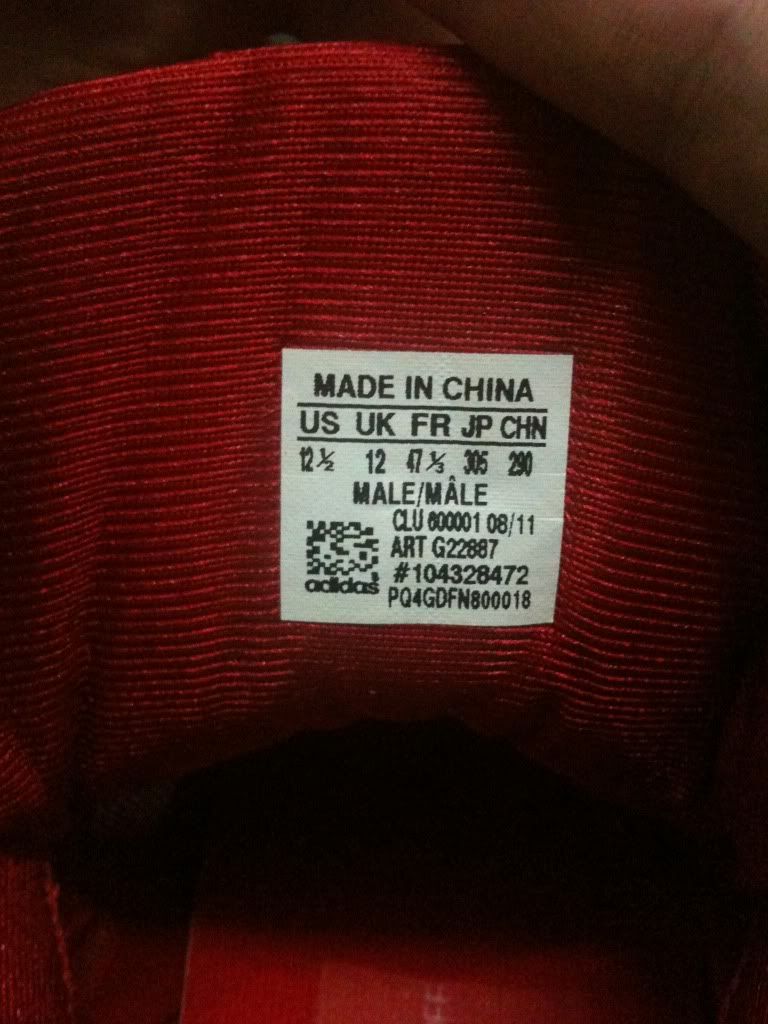 MADE IN CHINA
US UK FR JP CHN
12½ 12 47⅓ 305 290
MALE/MÂLE
CLU 600001 08/11
ART G22887
#104328472
PQ4GDFN800018
adidas